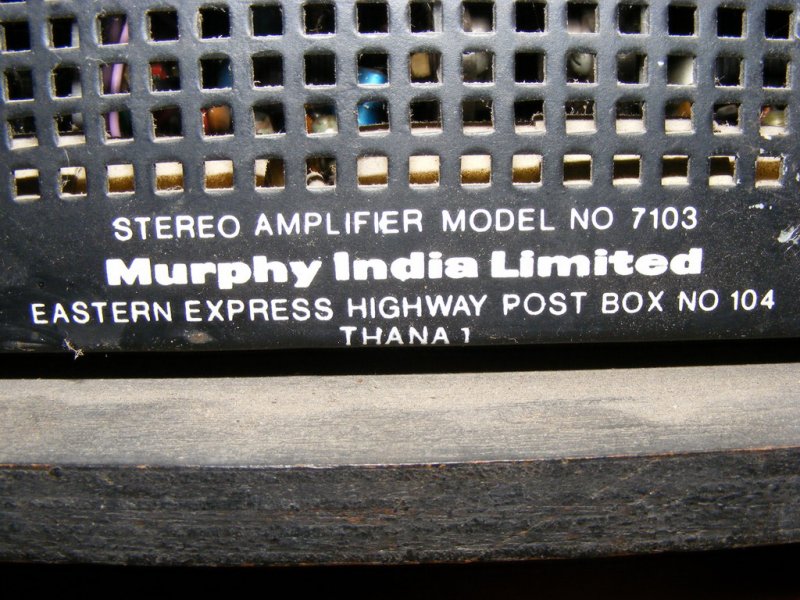 STEREO AMPLIFIER MODEL NO 7103
Murphy India Limited
EASTERN EXPRESS HIGHWAY POST BOX NO 104
THANA 1